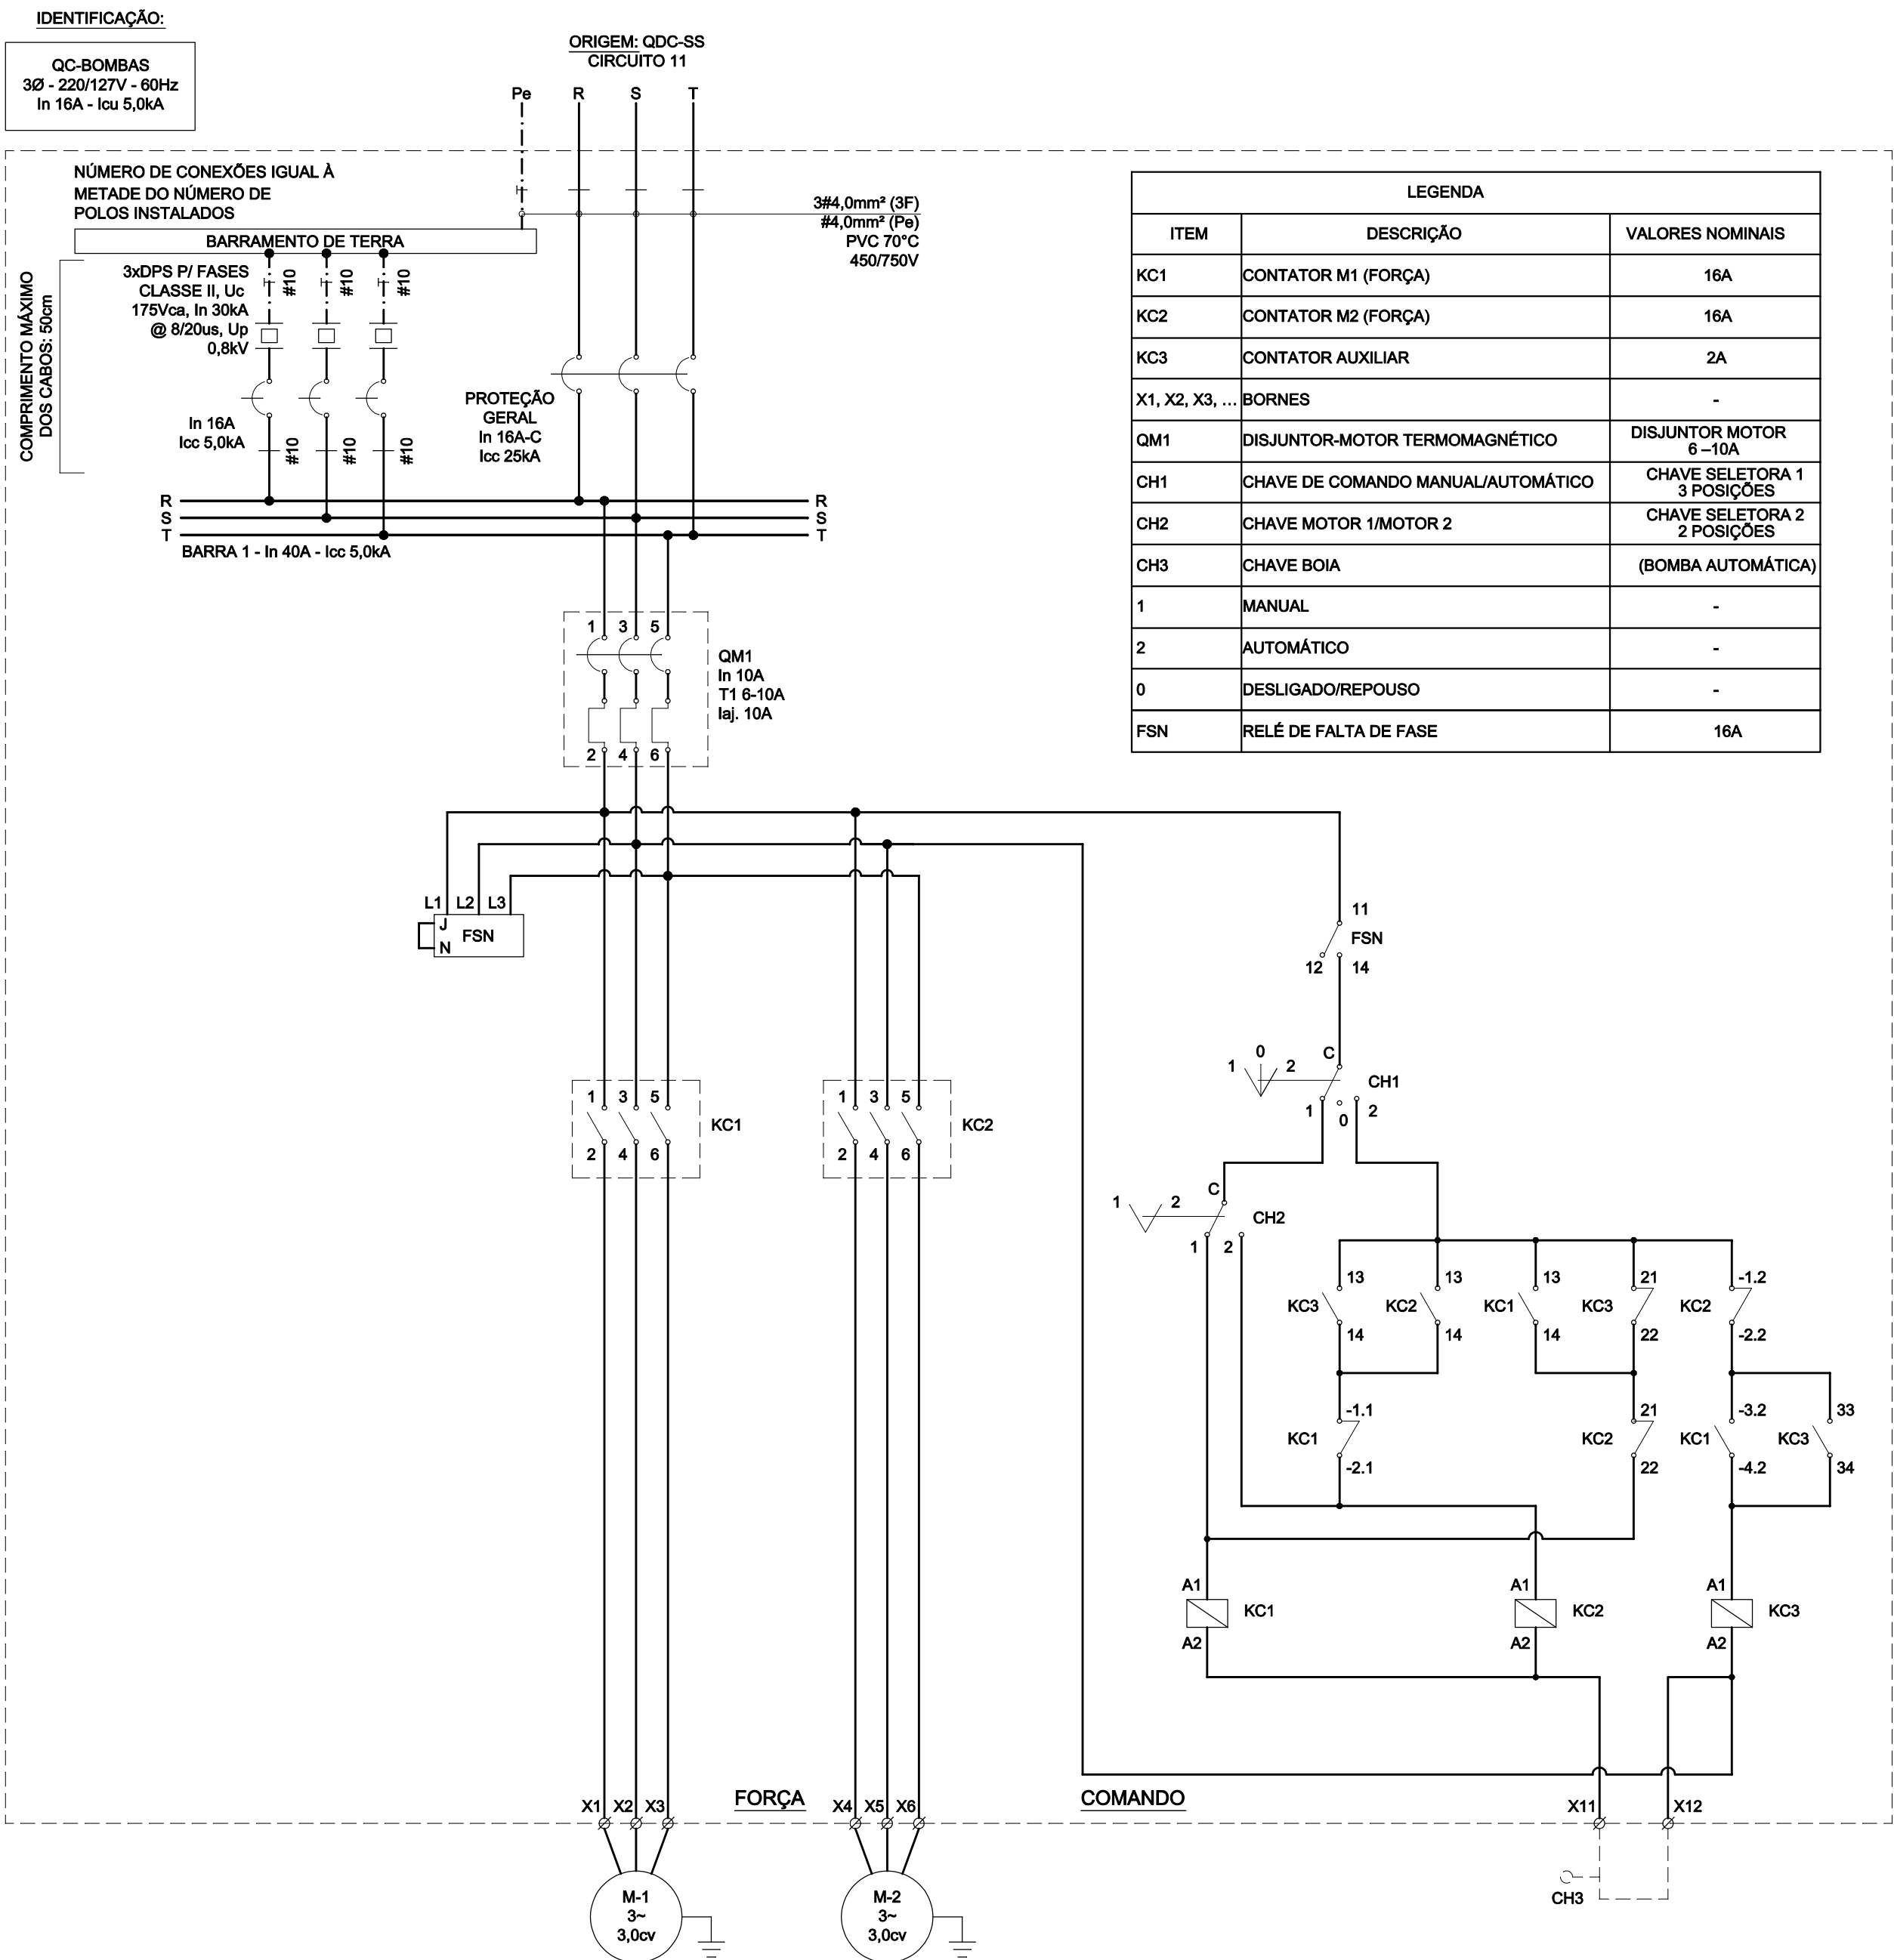 IDENTIFICAÇÃO:
QC-BOMBAS
3Ø - 220/127V - 60Hz
In 16A - Icu 5,0kA
ORIGEM: QDC-SS
CIRCUITO 11
Pe
R
S
T
NÚMERO DE CONEXÕES IGUAL À
METADE DO NÚMERO DE
POLOS INSTALADOS
BARRAMENTO DE TERRA
3#4,0mm² (3F)
#4,0mm² (Pe)
PVC 70°C
450/750V
COMPRIMENTO MÁXIMO
DOS CABOS: 50cm
3xDPS P/ FASES
CLASSE II, Uc
175Vca, In 30kA
@ 8/20us, Up
0,8kV
#10
#10
#10
In 16A
Icc 5,0kA
#10
#10
#10
PROTEÇÃO
GERAL
In 16A-C
Icc 25kA
R
S
T
R
S
T
BARRA 1 - In 40A - Icc 5,0kA
LEGENDA
ITEM DESCRIÇÃO VALORES NOMINAIS
KC1 CONTATOR M1 (FORÇA) 16A
KC2 CONTATOR M2 (FORÇA) 16A
KC3 CONTATOR AUXILIAR 2A
X1, X2, X3, ... BORNES -
QM1 DISJUNTOR-MOTOR TERMOMAGNÉTICO DISJUNTOR MOTOR
6 –10A
CH1 CHAVE DE COMANDO MANUAL/AUTOMÁTICO CHAVE SELETORA 1
3 POSIÇÕES
CH2 CHAVE MOTOR 1/MOTOR 2 CHAVE SELETORA 2
2 POSIÇÕES
CH3 CHAVE BOIA (BOMBA AUTOMÁTICA)
1 MANUAL -
2 AUTOMÁTICO -
0 DESLIGADO/REPOUSO -
FSN RELÉ DE FALTA DE FASE 16A
1 3 5
QM1
In 10A
T1 6-10A
Iaj. 10A
2 4 6
L1 L2 L3
J
N
FSN
11
FSN
12 14
1 0 2
C
CH1
1 0 2
1 3 5
KC1
2 4 6
1 3 5
KC2
2 4 6
1 2
C
CH2
1 2
13
KC3
14
13
KC2
14
13
KC1
14
21
KC3
22
-1.2
KC2
-2.2
-1.1
KC1
-2.1
21
KC2
22
-3.2
KC1
-4.2
33
KC3
34
A1
KC1
A2
A1
KC2
A2
A1
KC3
A2
FORÇA
COMANDO
X1 X2 X3
X4 X5 X6
X11 X12
M-1
3~
3,0cv
M-2
3~
3,0cv
CH3